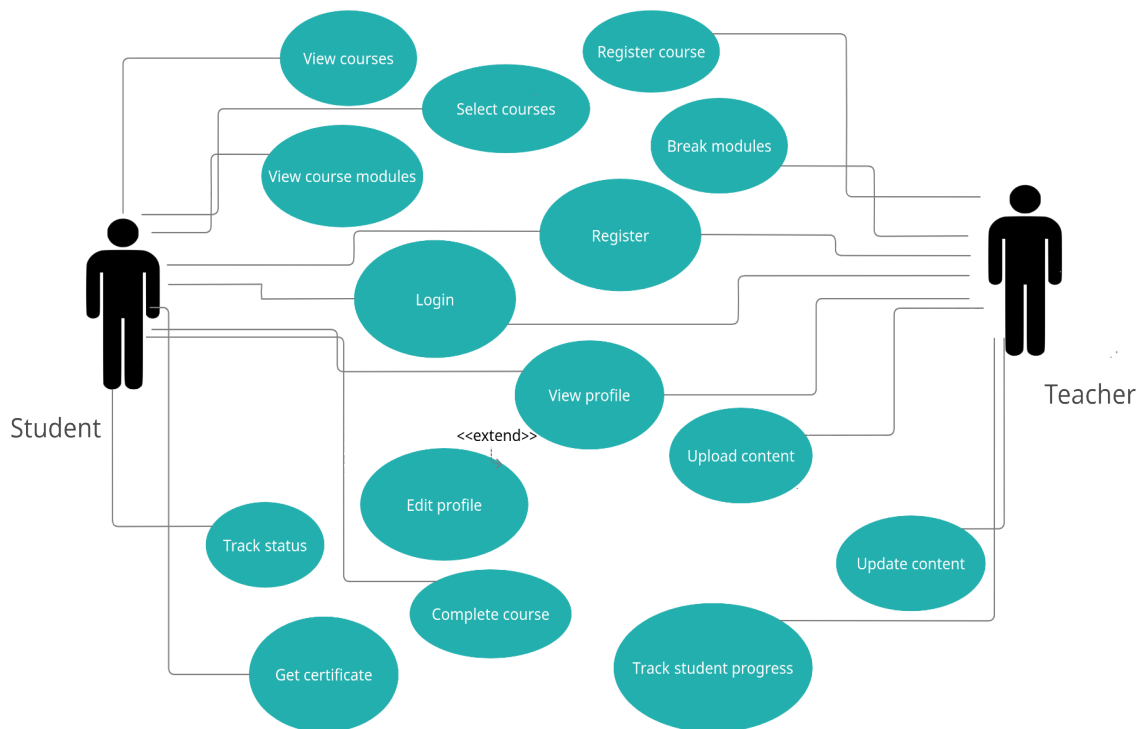 View courses
Register course
Select courses
Break modules
View course modules
Register
Login
View profile
Teacher
Student
<<extend>>
Upload content
Edit profile
Track status
Update content
Complete course
Get certificate
Track student progress